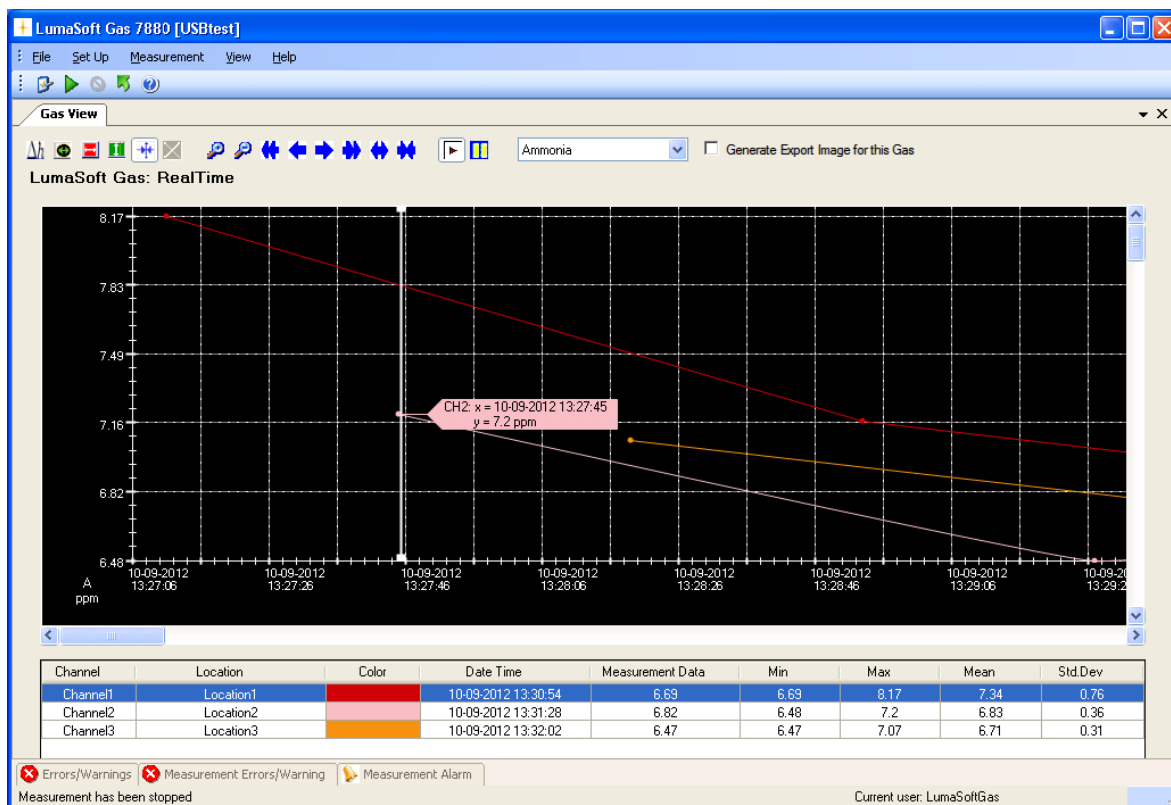 LumaSoft Gas 7880 [USBtest]
File Set Up Measurement View Help
Gas View
Δh Ammonia Generate Export Image for this Gas
LumaSoft Gas: RealTime
8.17
7.83
7.49
CH2: x = 10-09-2012 13:27:45
y = 7.2 ppm
7.16
6.82
6.48
10-09-2012 10-09-2012 10-09-2012 10-09-2012 10-09-2012 10-09-2012 10-09-2012 10-09-2
A 13:27:06 13:27:26 13:27:46 13:28:06 13:28:26 13:28:46 13:29:06 13:29:2
ppm
Channel Location Color Date Time Measurement Data Min Max Mean Std.Dev
Channel1 Location1 10-09-2012 13:30:54 6.69 6.69 8.17 7.34 0.76
Channel2 Location2 10-09-2012 13:31:28 6.82 6.48 7.2 6.83 0.36
Channel3 Location3 10-09-2012 13:32:02 6.47 6.47 7.07 6.71 0.31
Errors/Warnings Measurement Errors/Warning Measurement Alarm
Measurement has been stopped Current user: LumaSoftGas